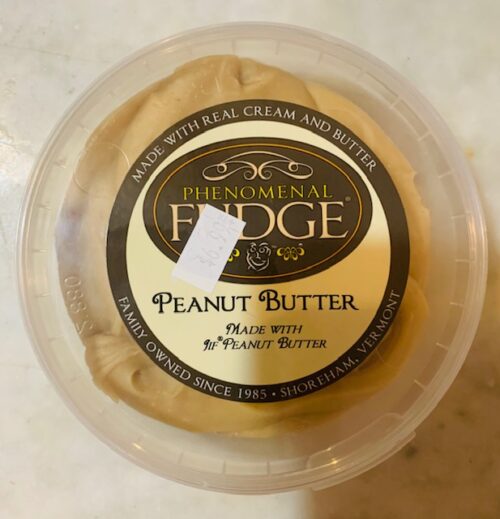 MADE WITH REAL CREAM AND BUTTER
PHENOMENAL
FUDGE®
PEANUT BUTTER
MADE WITH
JIF® PEANUT BUTTER
FAMILY OWNED SINCE 1985 • SHOREHAM, VERMONT